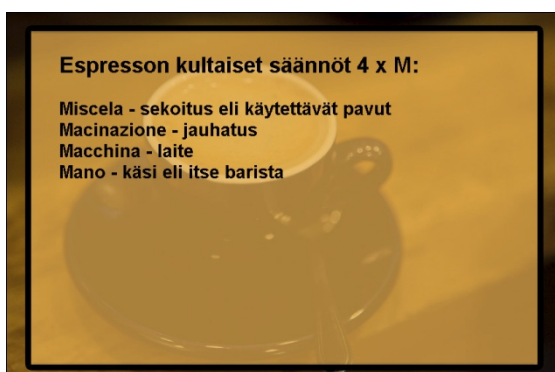 Espresson kultaiset säännöt 4 x M:
Miscela - sekoitus eli käytettävät pavut
Macinazione - jauhatus
Macchina - laite
Mano - käsi eli itse barista